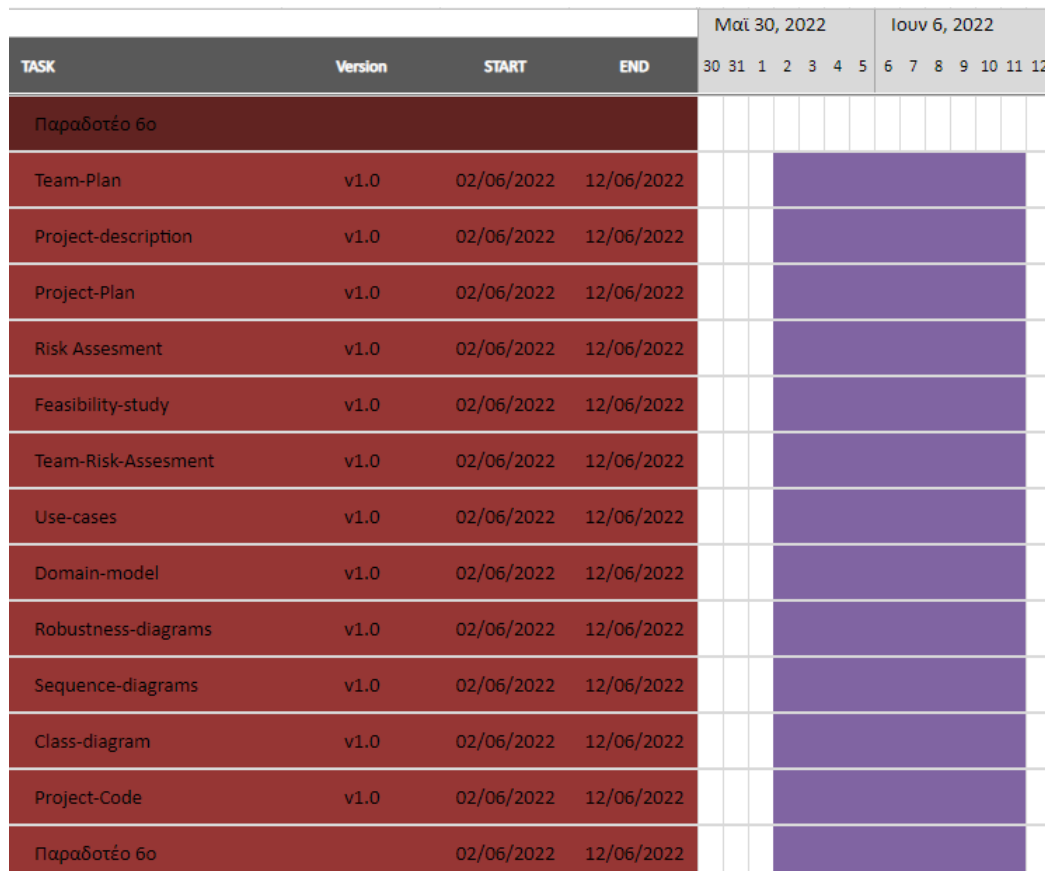 Μαϊ 30, 2022 Ιουν 6, 2022
TASK Version START END 30 31 1 2 3 4 5 6 7 8 9 10 11 12
Παραδοτέο 6ο
Team-Plan v1.0 02/06/2022 12/06/2022
Project-description v1.0 02/06/2022 12/06/2022
Project-Plan v1.0 02/06/2022 12/06/2022
Risk Assesment v1.0 02/06/2022 12/06/2022
Feasibility-study v1.0 02/06/2022 12/06/2022
Team-Risk-Assesment v1.0 02/06/2022 12/06/2022
Use-cases v1.0 02/06/2022 12/06/2022
Domain-model v1.0 02/06/2022 12/06/2022
Robustness-diagrams v1.0 02/06/2022 12/06/2022
Sequence-diagrams v1.0 02/06/2022 12/06/2022
Class-diagram v1.0 02/06/2022 12/06/2022
Project-Code v1.0 02/06/2022 12/06/2022
Παραδοτέο 6ο 02/06/2022 12/06/2022